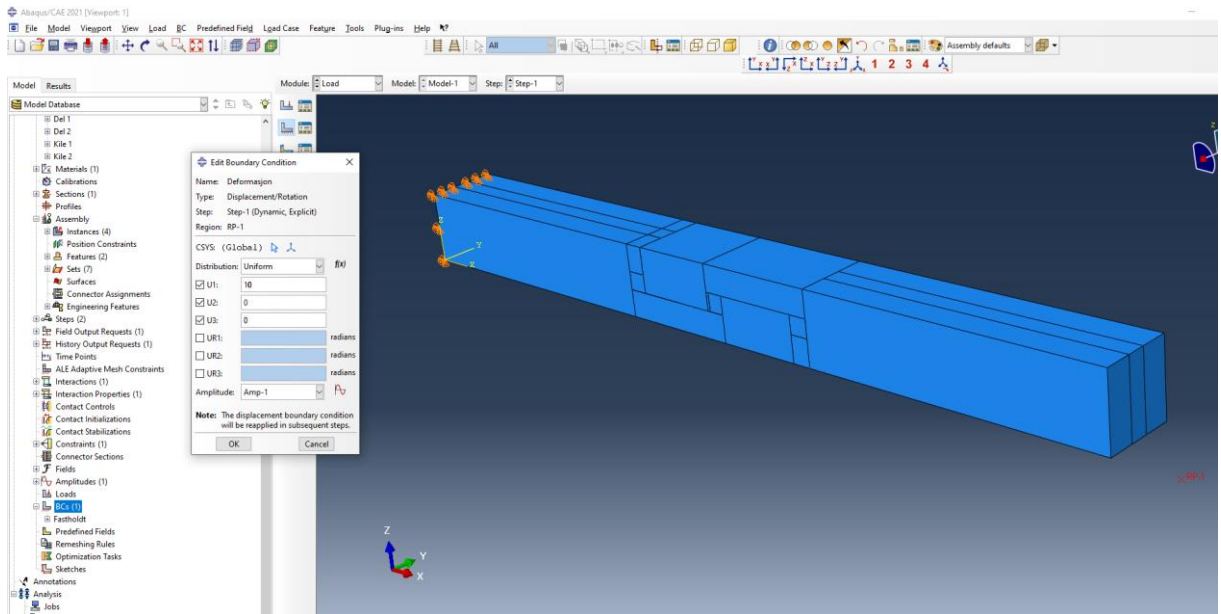 Abaqus/CAE 2021 [Viewport: 1]
File Model Viewport View Load BC Predefined Field Load Case Feature Tools Plug-ins Help
All
Assembly defaults
1 2 3 4
Model Results
Module: Load Model: Model-1 Step: Step-1
Model Database
Del 1
Del 2
Kile 1
Kile 2
Materials (1)
Calibrations
Sections (1)
Profiles
Assembly
Instances (4)
Position Constraints
Features (2)
Sets (7)
Surfaces
Connector Assignments
Engineering Features
Steps (2)
Field Output Requests (1)
History Output Requests (1)
Time Points
ALE Adaptive Mesh Constraints
Interactions (1)
Interaction Properties (1)
Contact Controls
Contact Initializations
Contact Stabilizations
Constraints (1)
Connector Sections
Fields
Amplitudes (1)
Loads
BCs (1)
Fastholdt
Predefined Fields
Remeshing Rules
Optimization Tasks
Sketches
Annotations
Analysis
Jobs
Edit Boundary Condition
Name: Deformasjon
Type: Displacement/Rotation
Step: Step-1 (Dynamic, Explicit)
Region: RP-1
CSYS: (Global)
Distribution: Uniform f(x)
U1: 10
U2: 0
U3: 0
UR1: radians
UR2: radians
UR3: radians
Amplitude: Amp-1
Note: The displacement boundary condition
will be reapplied in subsequent steps.
OK Cancel
Z
Y
X
RP-1
Z
Y
X
Z